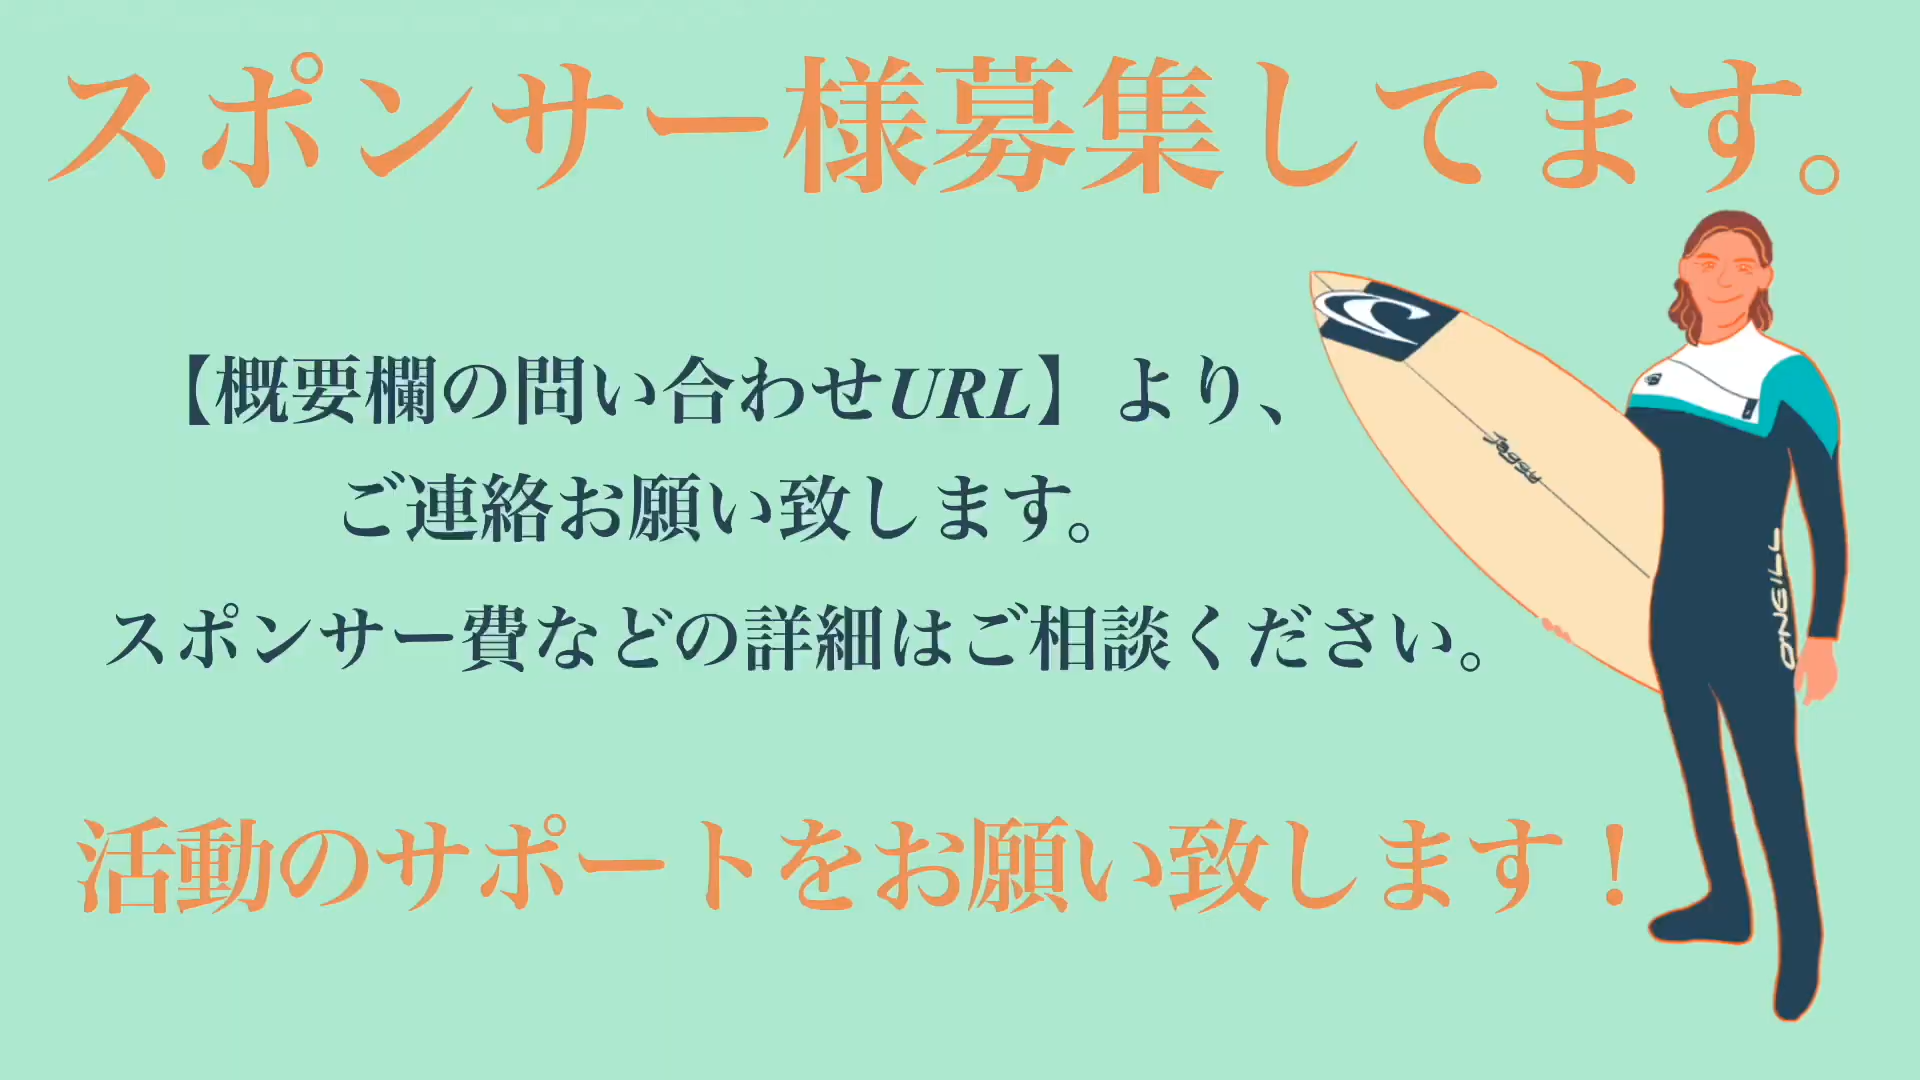 スポンサー様募集してます。
【概要欄の問い合わせURL】より、
ご連絡お願い致します。
スポンサー費などの詳細はご相談ください。
活動のサポートをお願い致します！
Jaggy
O'NEILL